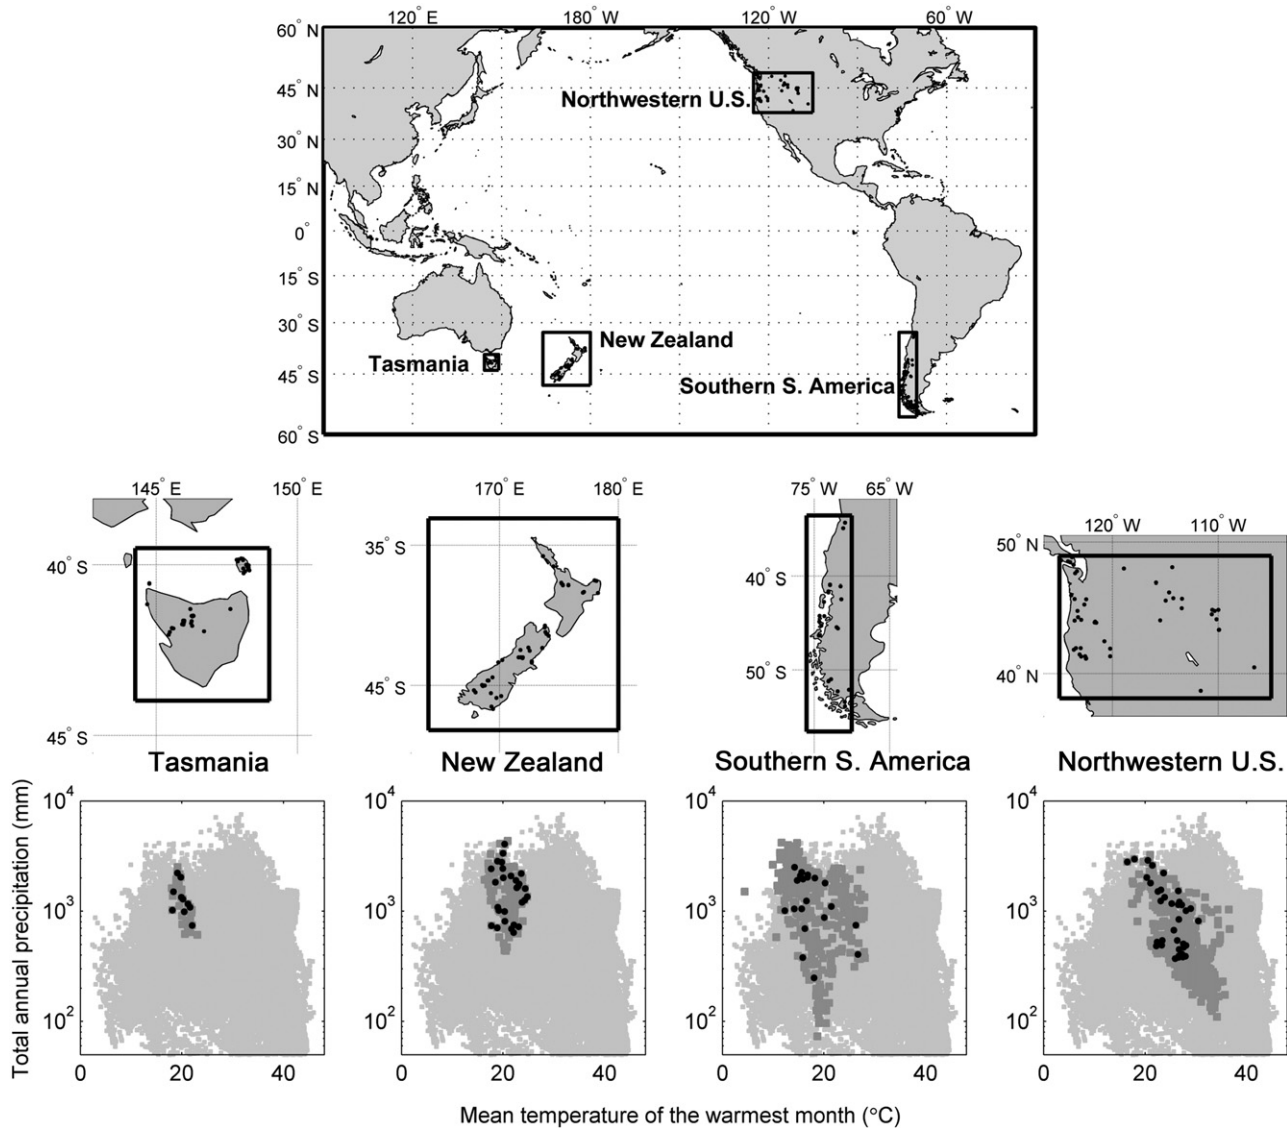 120° E 180° W 120° W 60° W
60° N
45° N
Northwestern U.S.
30° N
15° N
0°
15° S
30° S
New Zealand
Tasmania
45° S
Southern S. America
60° S
145° E 150° E
40° S
45° S
Tasmania
170° E 180° E
35° S
45° S
New Zealand
75° W 65° W
40° S
50° S
Southern S. America
120° W 110° W
50° N
40° N
Northwestern U.S.
Total annual precipitation (mm)
10⁴ 10⁴ 10⁴ 10⁴
10³ 10³ 10³ 10³
10² 10² 10² 10²
0 20 40 0 20 40 0 20 40 0 20 40
Mean temperature of the warmest month (°C)